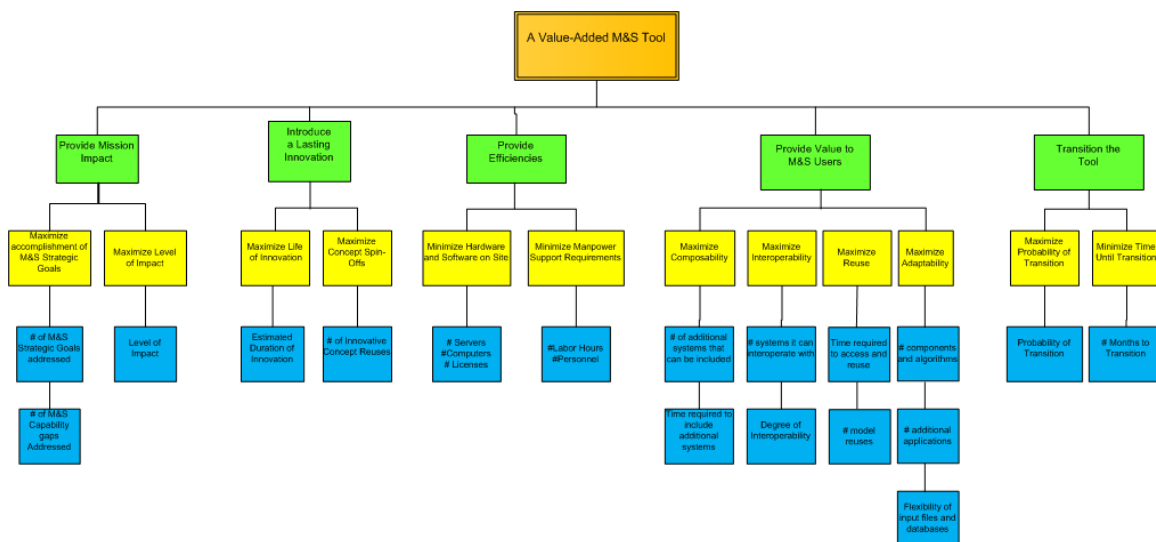 A Value-Added M&S Tool
Provide Mission
Impact
Introduce
a Lasting
Innovation
Provide
Efficiencies
Provide Value to
M&S Users
Transition the
Tool
Maximize
accomplishment of
M&S Strategic
Goals
Maximize Level
of Impact
Maximize Life
of Innovation
Maximize
Concept Spin-
Offs
Minimize Hardware
and Software on Site
Minimize Manpower
Support Requirements
Maximize
Composability
Maximize
Interoperability
Maximize
Reuse
Maximize
Adaptability
Maximize
Probability of
Transition
Minimize Time
Until Transition
# of M&S
Strategic Goals
addressed
Level of
Impact
Estimated
Duration of
Innovation
# of Innovative
Concept Reuses
# Servers
#Computers
# Licenses
#Labor Hours
#Personnel
# of additional
systems that
can be included
# systems it can
interoperate with
Time required
to access and
reuse
# components
and algorithms
Probability of
Transition
# Months to
Transition
# of M&S
Capability
gaps
Addressed
Time required to
include
additional
systems
Degree of
Interoperability
# model
reuses
# additional
applications
Flexibility of
input files and
databases